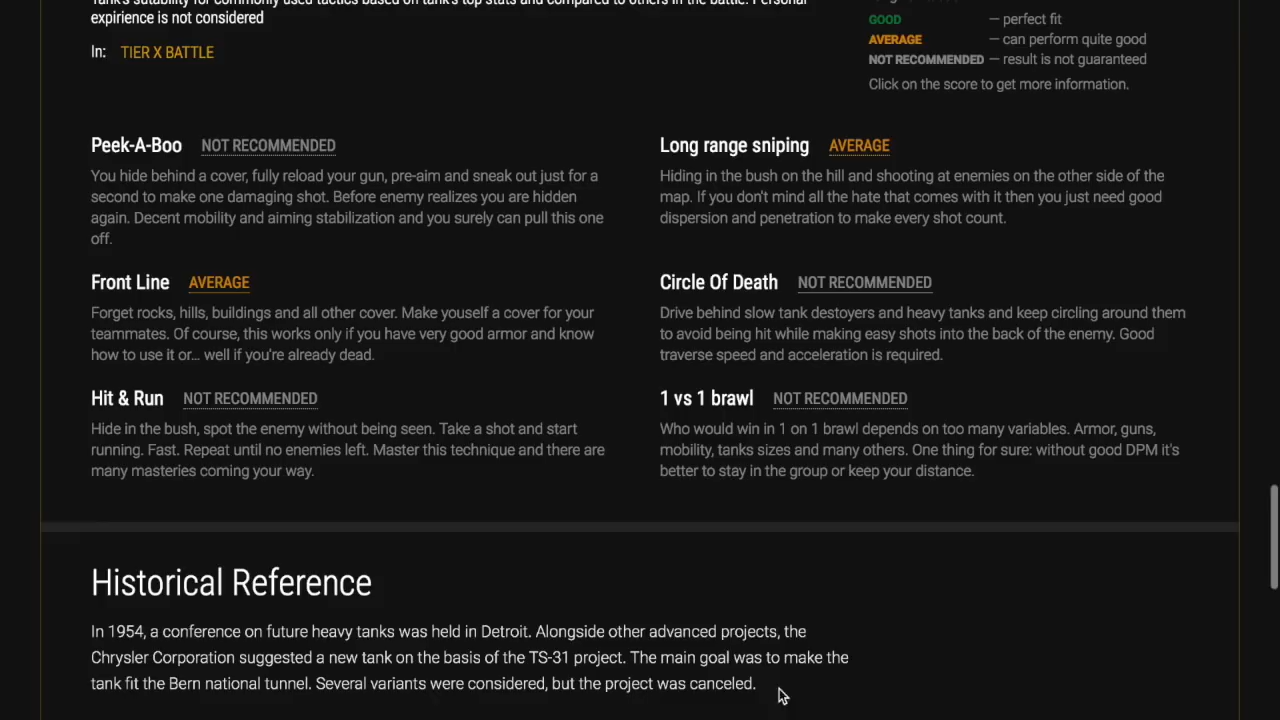 Tank's suitability for commonly used tactics based on tank's top stats and compared to others in the battle. Personal
expirience is not considered
In: TIER X BATTLE
GOOD — perfect fit
AVERAGE — can perform quite good
NOT RECOMMENDED — result is not guaranteed
Click on the score to get more information.
Peek-A-Boo NOT RECOMMENDED
You hide behind a cover, fully reload your gun, pre-aim and sneak out just for a
second to make one damaging shot. Before enemy realizes you are hidden
again. Decent mobility and aiming stabilization and you surely can pull this one
off.
Long range sniping AVERAGE
Hiding in the bush on the hill and shooting at enemies on the other side of the
map. If you don't mind all the hate that comes with it then you just need good
dispersion and penetration to make every shot count.
Front Line AVERAGE
Forget rocks, hills, buildings and all other cover. Make youself a cover for your
teammates. Of course, this works only if you have very good armor and know
how to use it or... well if you're already dead.
Circle Of Death NOT RECOMMENDED
Drive behind slow tank destoyers and heavy tanks and keep circling around them
to avoid being hit while making easy shots into the back of the enemy. Good
traverse speed and acceleration is required.
Hit & Run NOT RECOMMENDED
Hide in the bush, spot the enemy without being seen. Take a shot and start
running. Fast. Repeat until no enemies left. Master this technique and there are
many masteries coming your way.
1 vs 1 brawl NOT RECOMMENDED
Who would win in 1 on 1 brawl depends on too many variables. Armor, guns,
mobility, tanks sizes and many others. One thing for sure: without good DPM it's
better to stay in the group or keep your distance.
Historical Reference
In 1954, a conference on future heavy tanks was held in Detroit. Alongside other advanced projects, the
Chrysler Corporation suggested a new tank on the basis of the TS-31 project. The main goal was to make the
tank fit the Bern national tunnel. Several variants were considered, but the project was canceled.